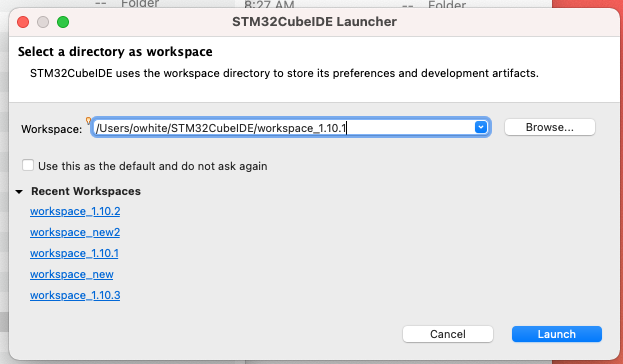 -- Folder 8:27 AM -- Folder
STM32CubeIDE Launcher
Select a directory as workspace
STM32CubeIDE uses the workspace directory to store its preferences and development artifacts.
Workspace: /Users/owhite/STM32CubeIDE/workspace_1.10.1 Browse...
Use this as the default and do not ask again
Recent Workspaces
workspace_1.10.2
workspace_new2
workspace_1.10.1
workspace_new
workspace_1.10.3
Cancel Launch